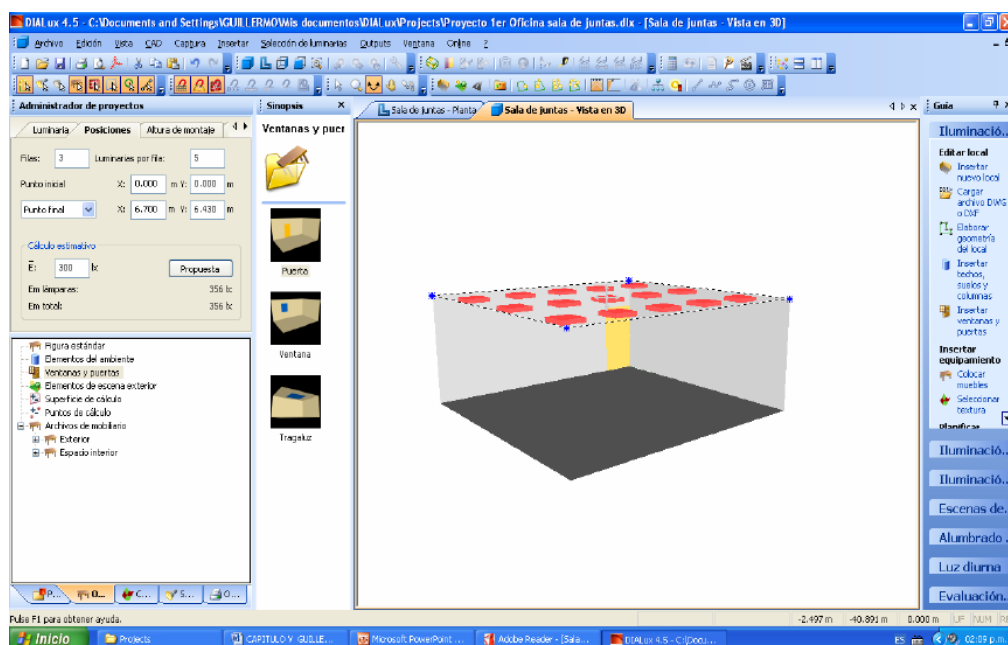 DIALux 4.5 - C:\Documents and Settings\GUILLERMO\Mis documentos\DIALux\Projects\Proyecto 1er Oficina sala de juntas.dlx - [Sala de juntas - Vista en 3D]
Archivo Edición Vista CAD Captura Insertar Selección de luminarias Outputs Ventana Online ?
Administrador de proyectos
Sinopsis
Sala de juntas - Planta
Sala de juntas - Vista en 3D
Guía
Luminaria Posiciones Altura de montaje
Filas: 3 Luminarias por fila: 5
Punto inicial X: 0.000 m Y: 0.000 m
Punto final X: 6.700 m Y: 6.430 m
Cálculo estimativo
E: 300 lx Propuesta
Em lámparas: 356 lx
Em total: 356 lx
Figura estándar
Elementos del ambiente
Ventanas y puertas
Elementos de escena exterior
Superficie de cálculo
Puntos de cálculo
Archivos de mobiliario
Exterior
Espacio interior
P... O... C... S... O...
Ventanas y puer
Puerta
Ventana
Tragaluz
Iluminació..
Editar local
Insertar
nuevo local
Cargar
archivo DWG
o DXF
Elaborar
geometría
del local
Insertar
techos,
suelos y
columnas
Insertar
ventanas y
puertas
Insertar
equipamiento
Colocar
muebles
Seleccionar
textura
Planificar
Iluminació..
Iluminació..
Escenas de.
Alumbrado .
Luz diurna
Evaluación.
Pulse F1 para obtener ayuda.
-2.497 m -40.891 m 0.000 m UF NUM
Inicio
Projects
CAPITULO V GUILLE...
Microsoft PowerPoint ...
Adobe Reader - [Sala...
DIALux 4.5 - C:\Docu...
ES
02:09 p.m.